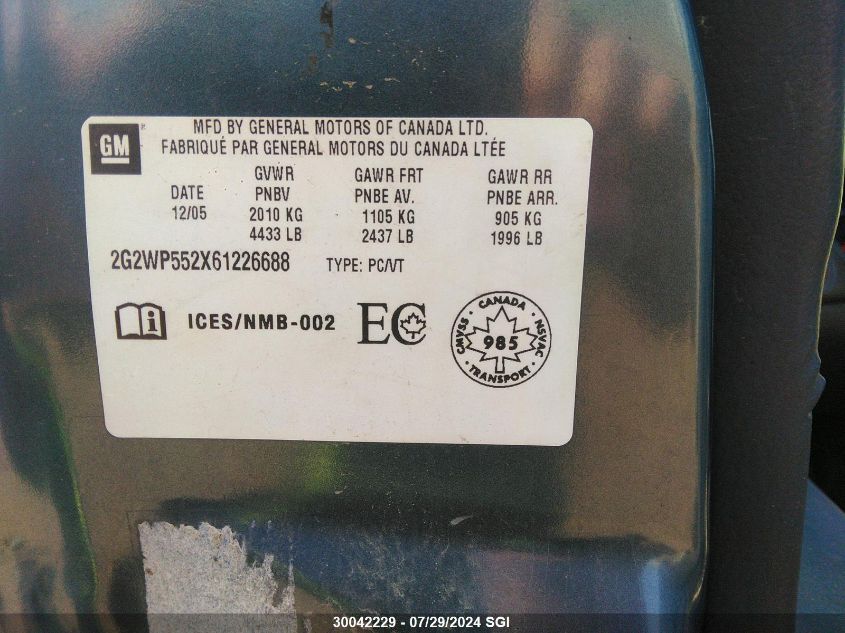 GM
MFD BY GENERAL MOTORS OF CANADA LTD.
FABRIQUÉ PAR GENERAL MOTORS DU CANADA LTÉE
GVWR GAWR FRT GAWR RR
DATE PNBV PNBE AV. PNBE ARR.
12/05 2010 KG 1105 KG 905 KG
4433 LB 2437 LB 1996 LB
2G2WP552X61226688 TYPE: PC/VT
ICES/NMB-002 EC
CANADA
CMVSS 985 NSVAC
TRANSPORT
30042229 - 07/29/2024 SGI